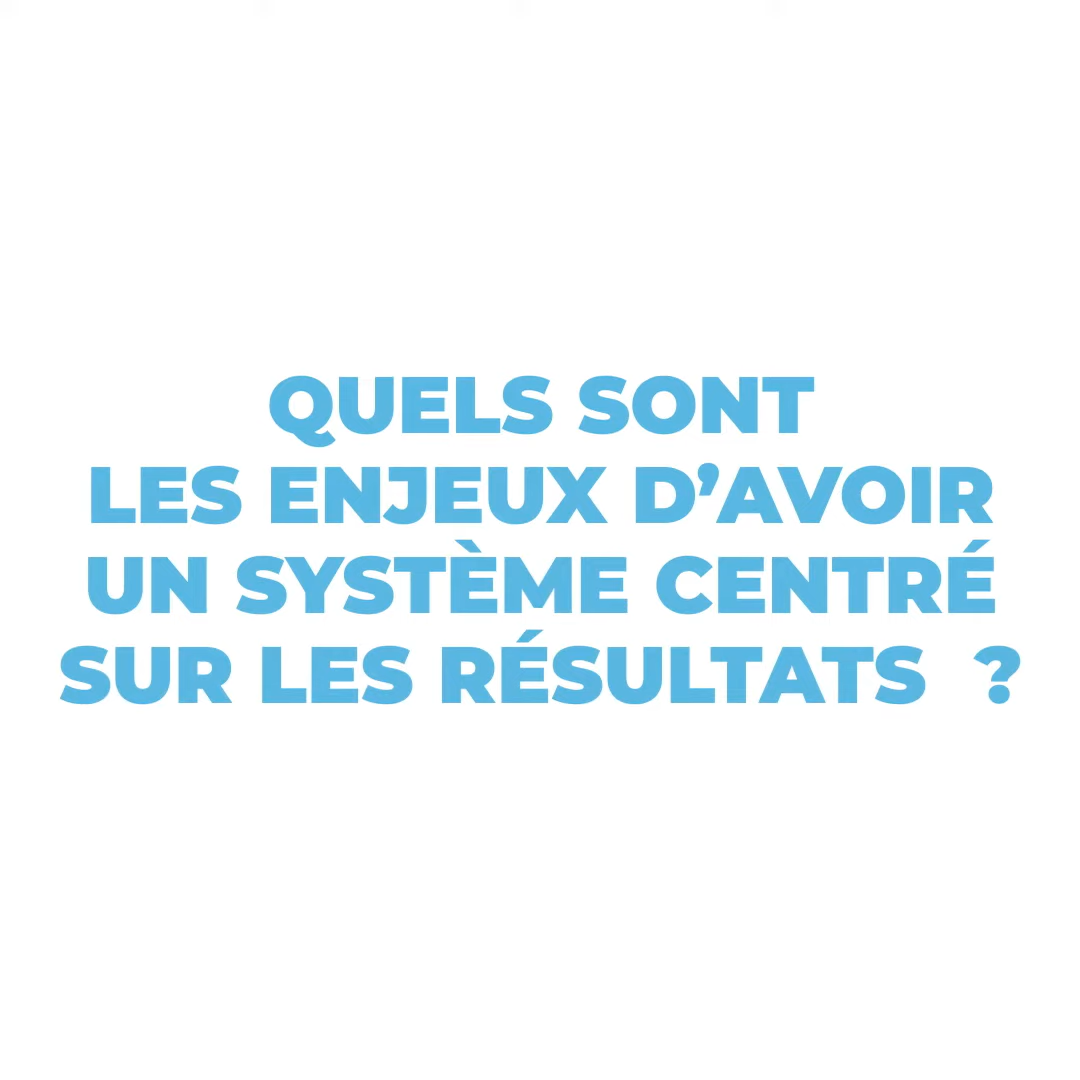 QUELS SONT
LES ENJEUX D’AVOIR
UN SYSTÈME CENTRÉ
SUR LES RÉSULTATS  ?